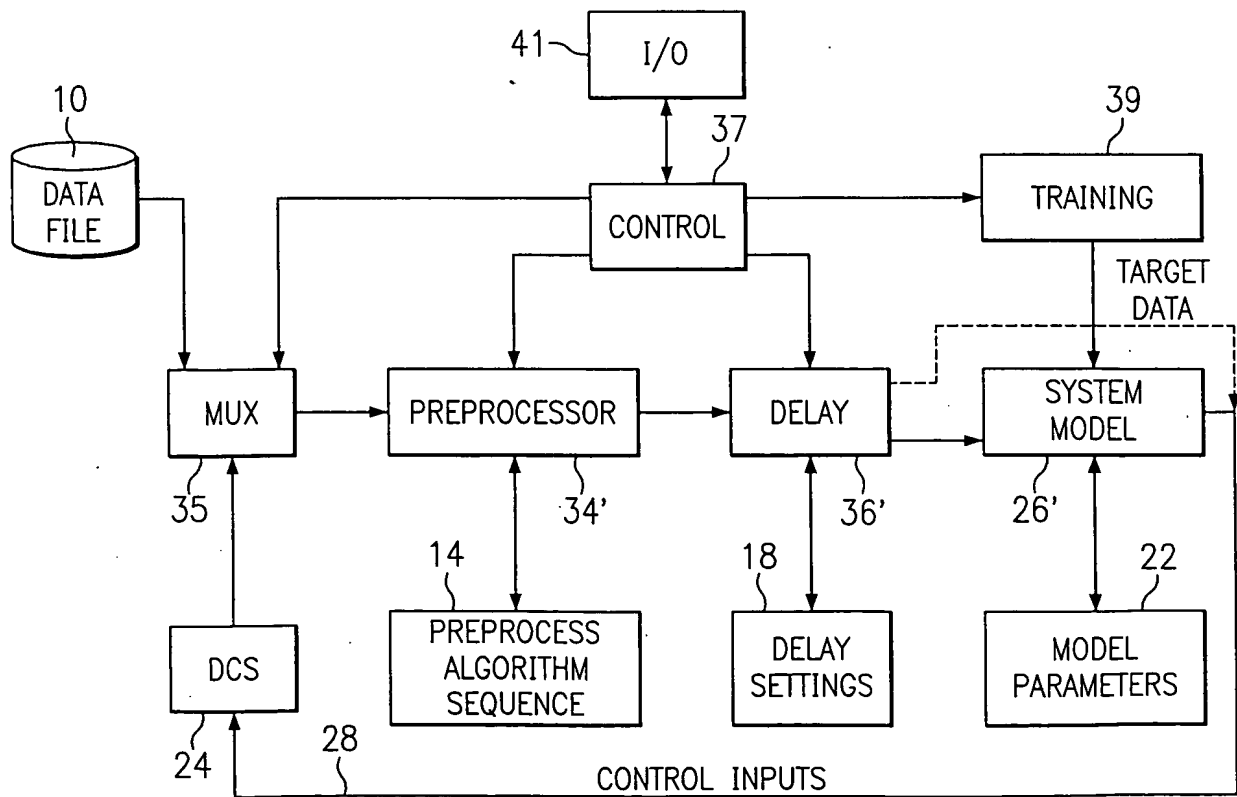 41
I/O
10
37
39
DATA
FILE
CONTROL
TRAINING
TARGET
DATA
MUX
PREPROCESSOR
DELAY
SYSTEM
MODEL
35
34'
36'
26'
14
18
22
DCS
PREPROCESS
ALGORITHM
SEQUENCE
DELAY
SETTINGS
MODEL
PARAMETERS
24
28
CONTROL INPUTS